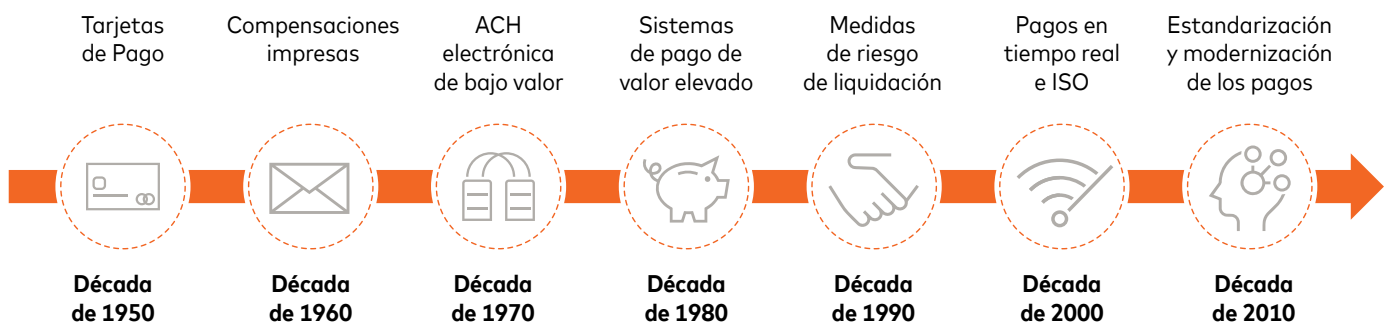 Tarjetas
de Pago
Compensaciones
impresas
ACH
electrónica
de bajo valor
Sistemas
de pago de
valor elevado
Medidas
de riesgo
de liquidación
Pagos en
tiempo real
e ISO
Estandarización
y modernización
de los pagos
Década
de 1950
Década
de 1960
Década
de 1970
Década
de 1980
Década
de 1990
Década
de 2000
Década
de 2010